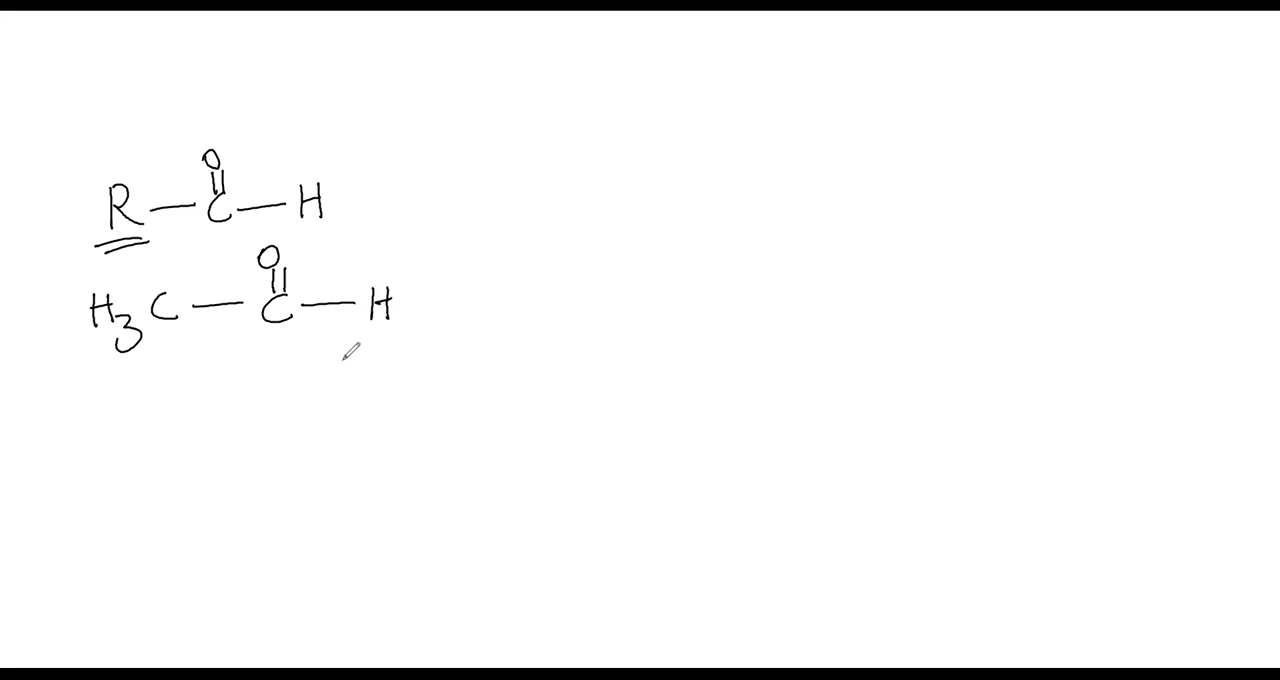 O
R — C — H
O
H3C — C — H